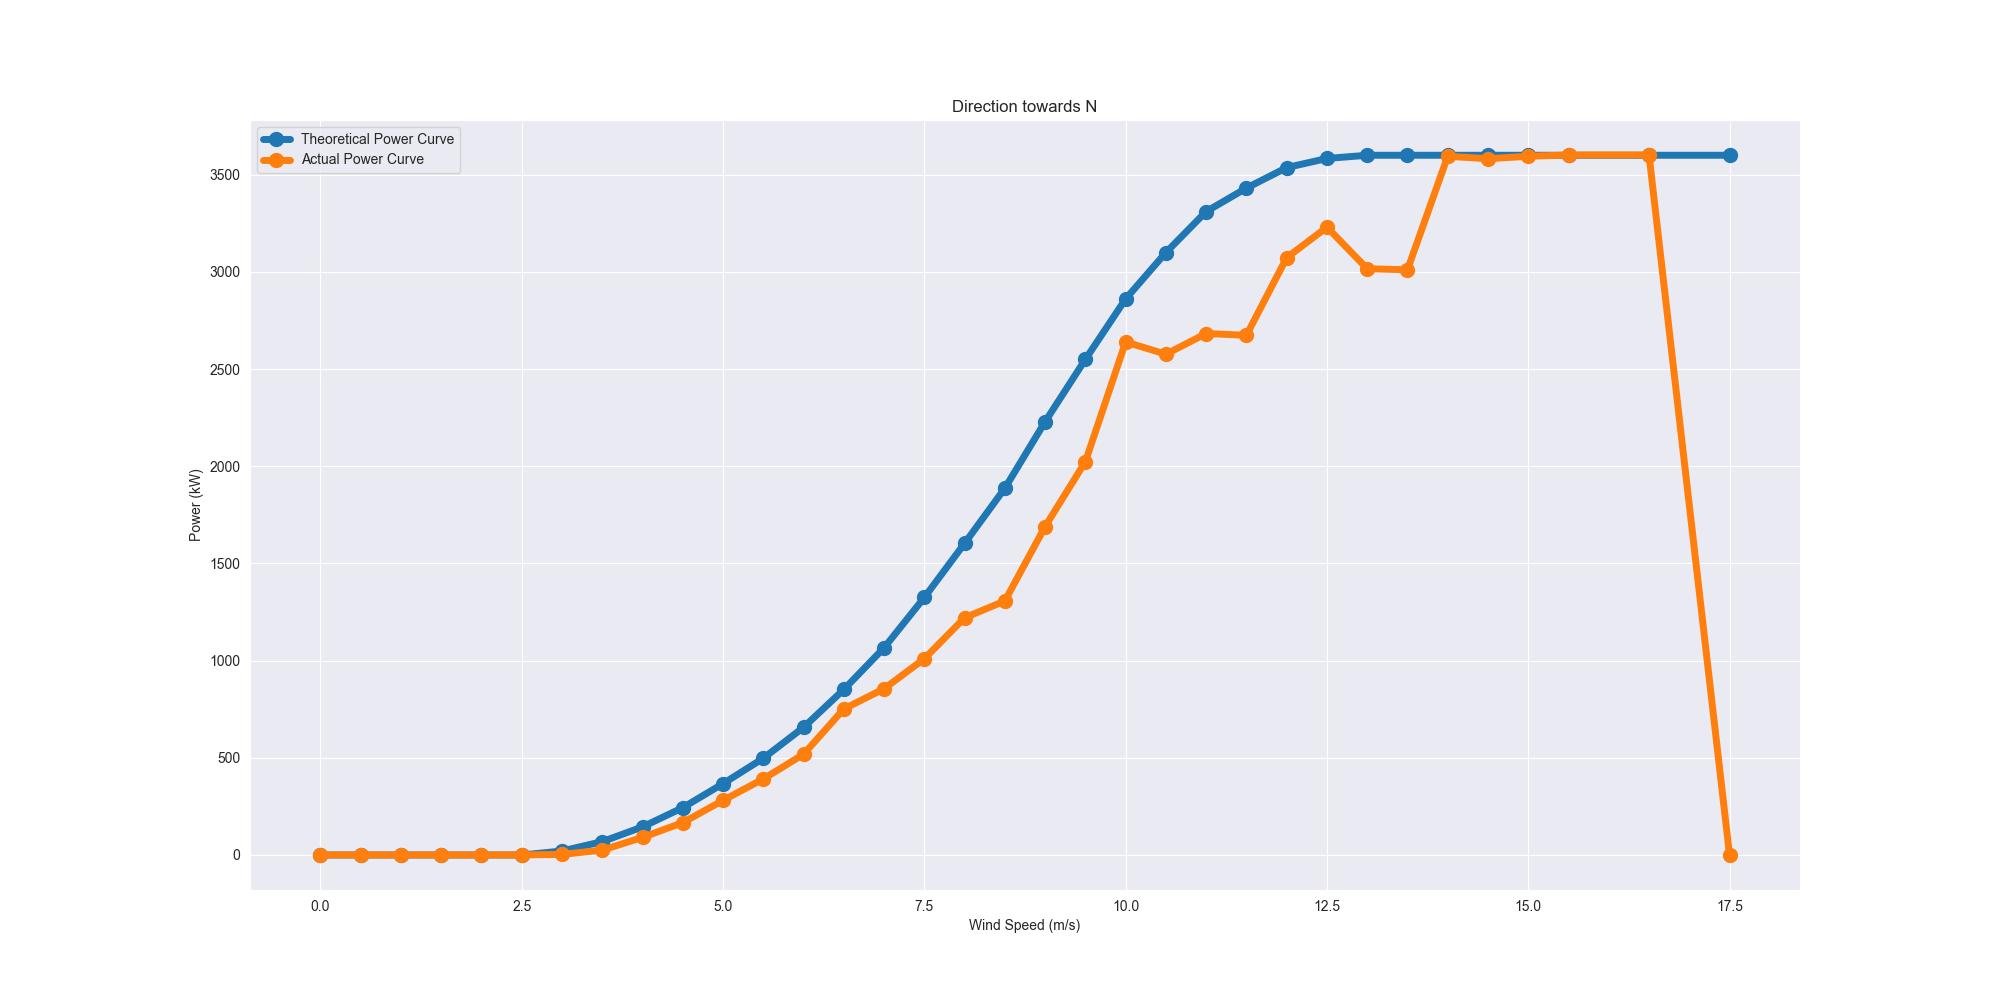 Direction towards N
Theoretical Power Curve
Actual Power Curve
3500
3000
2500
2000
1500
1000
500
0
Power (kW)
0.0 2.5 5.0 7.5 10.0 12.5 15.0 17.5
Wind Speed (m/s)